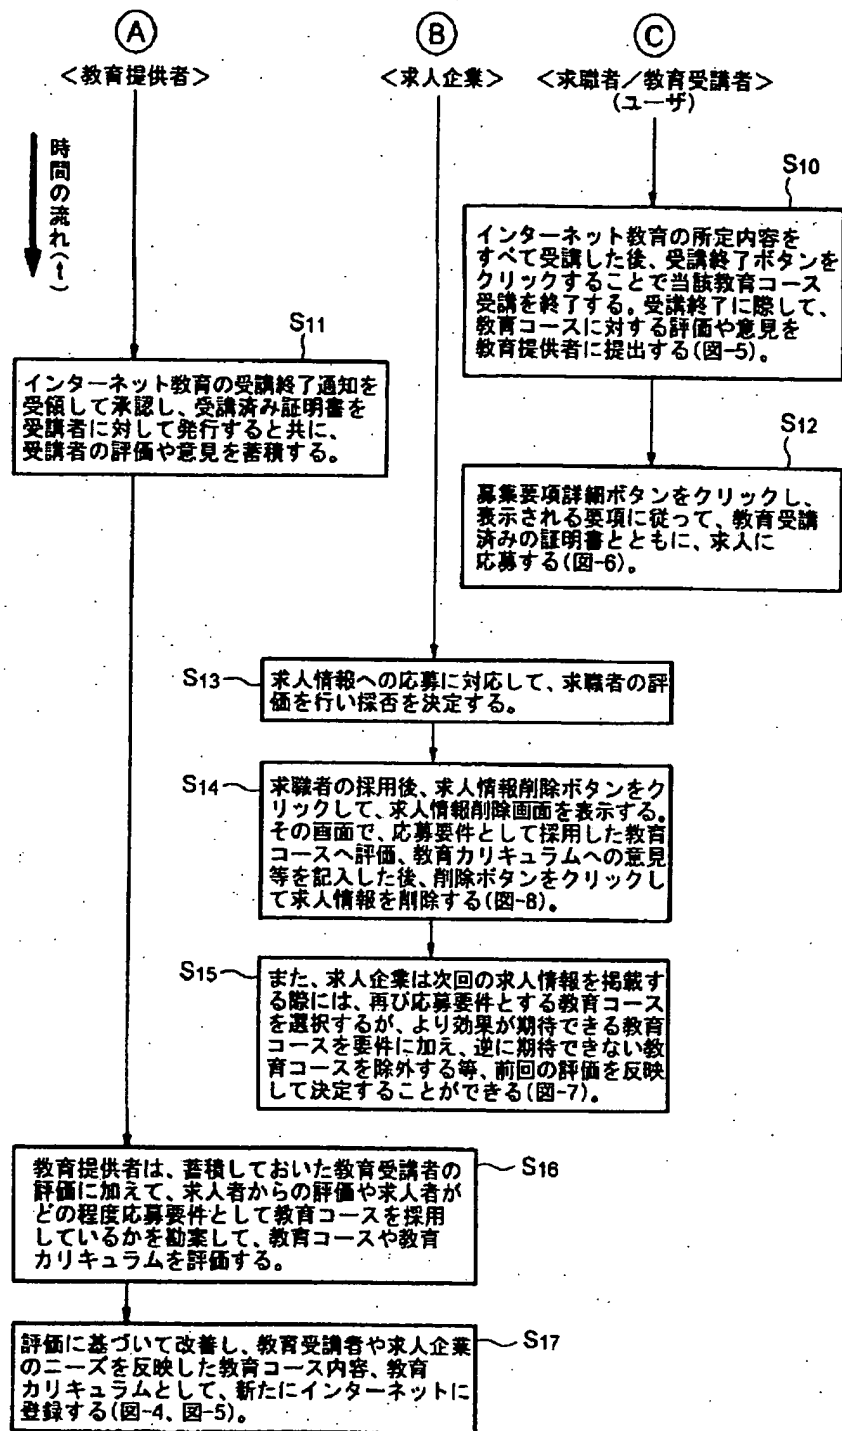 A
B
C
<教育提供者>
<求人企業>
<求職者/教育受講者>
(ユーザ)
時間の流れ(t)
S10
インターネット教育の所定内容を
すべて受講した後、受講終了ボタンを
クリックすることで当該教育コース
受講を終了する。受講終了に際して、
教育コースに対する評価や意見を
教育提供者に提出する(図-5)。
S11
インターネット教育の受講終了通知を
受領して承認し、受講済み証明書を
受講者に対して発行すると共に、
受講者の評価や意見を蓄積する。
S12
募集要項詳細ボタンをクリックし、
表示される要項に従って、教育受講
済みの証明書とともに、求人に
応募する(図-6)。
S13
求人情報への応募に対応して、求職者の評
価を行い採否を決定する。
S14
求職者の採用後、求人情報削除ボタンをク
リックして、求人情報削除画面を表示する。
その画面で、応募要件として採用した教育
コースへ評価、教育カリキュラムへの意見
等を記入した後、削除ボタンをクリックし
て求人情報を削除する(図-8)。
S15
また、求人企業は次回の求人情報を掲載す
る際には、再び応募要件とする教育コース
を選択するが、より効果が期待できる教育
コースを要件に加え、逆に期待できない教
育コースを除外する等、前回の評価を反映
して決定することができる(図-7)。
S16
教育提供者は、蓄積しておいた教育受講者の
評価に加えて、求人者からの評価や求人者が
どの程度応募要件として教育コースを採用
しているかを勘案して、教育コースや教育
カリキュラムを評価する。
S17
評価に基づいて改善し、教育受講者や求人企業
のニーズを反映した教育コース内容、教育
カリキュラムとして、新たにインターネットに
登録する(図-4、図-5)。